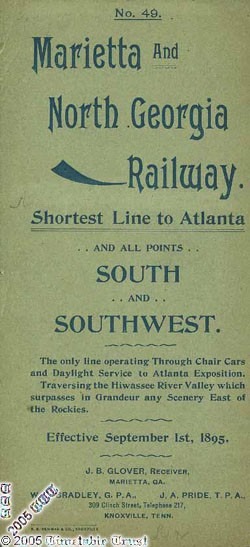 No. 49.
Marietta And
North Georgia
Railway.
Shortest Line to Atlanta
. . AND ALL POINTS . .
SOUTH
. . AND . .
SOUTHWEST.
The only line operating Through Chair Cars
and Daylight Service to Atlanta Exposition.
Traversing the Hiwassee River Valley which
surpasses in Grandeur any Scenery East of
the Rockies.
Effective September 1st, 1895.
J. B. GLOVER, RECEIVER,
MARIETTA, GA.
BRADLEY, G. P. A., J. A. PRIDE, T. P. A.,
309 Clinch Street, Telephone 217,
KNOXVILLE, TENN.
2005
© 2005 Timetable Trust